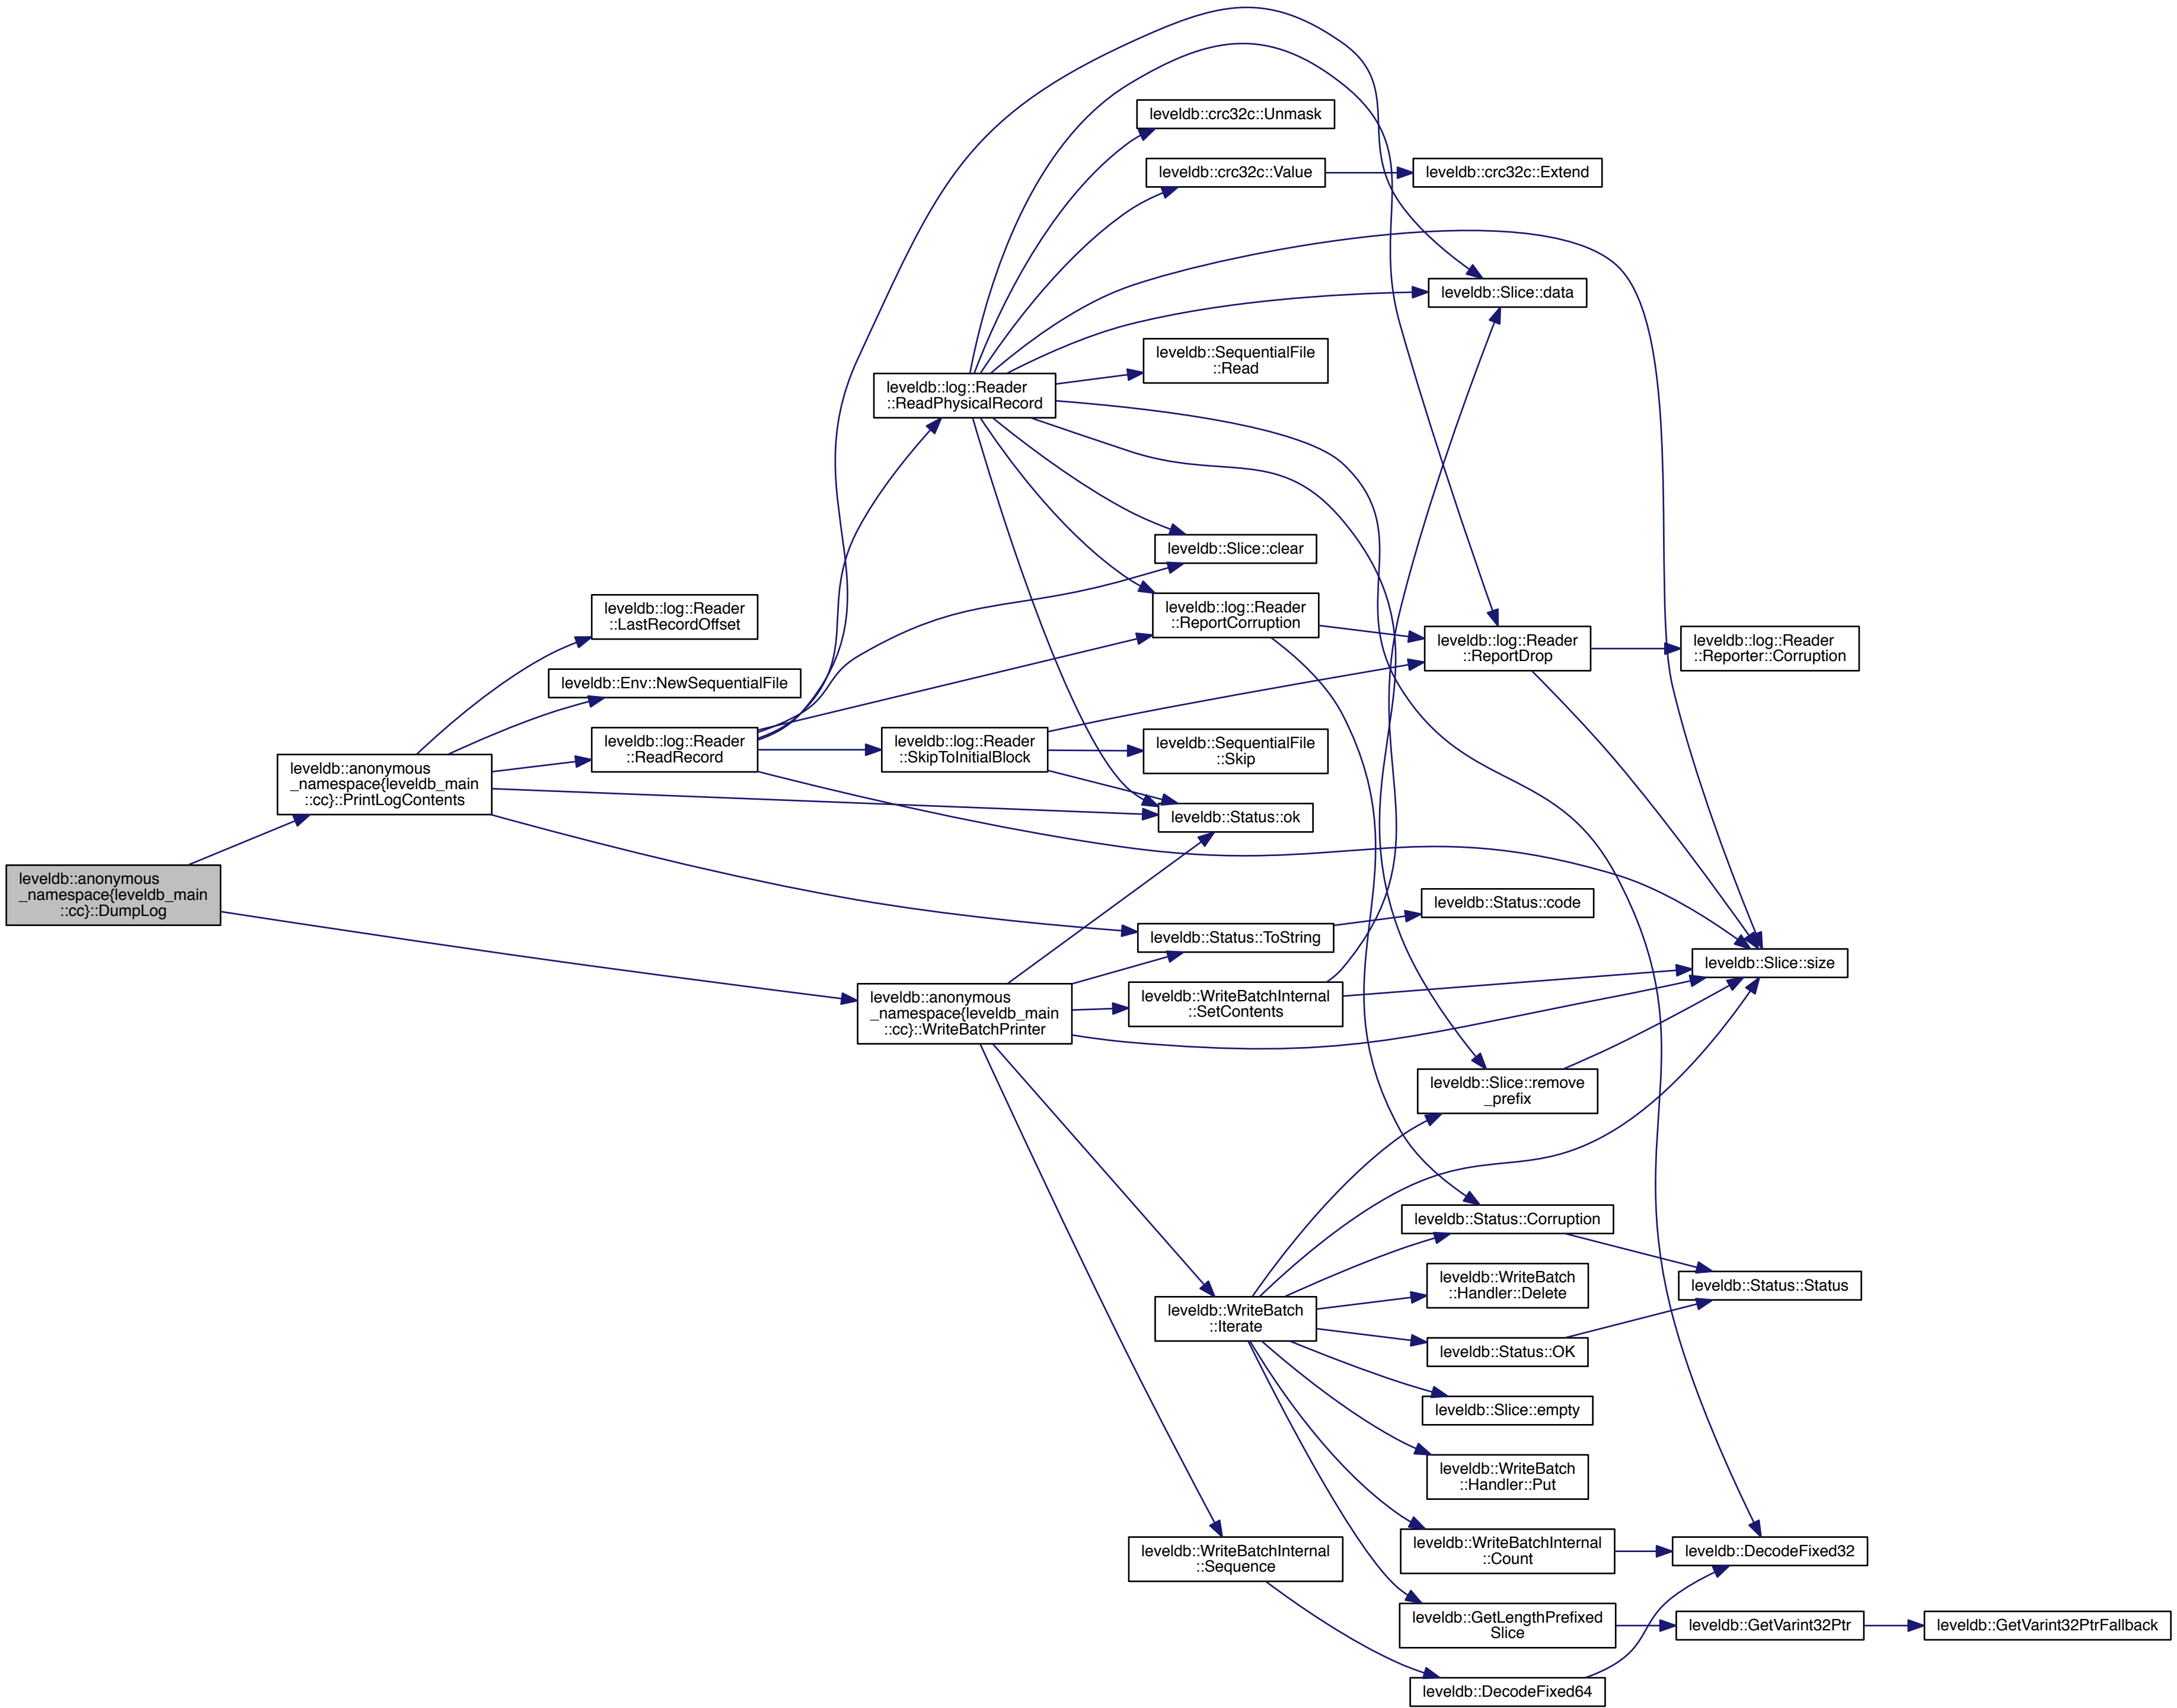 leveldb::crc32c::Unmask
leveldb::crc32c::Value
leveldb::crc32c::Extend
leveldb::Slice::data
leveldb::SequentialFile
::Read
leveldb::log::Reader
::ReadPhysicalRecord
leveldb::Slice::clear
leveldb::log::Reader
::LastRecordOffset
leveldb::log::Reader
::ReportCorruption
leveldb::log::Reader
::ReportDrop
leveldb::log::Reader
::Reporter::Corruption
leveldb::Env::NewSequentialFile
leveldb::log::Reader
::ReadRecord
leveldb::log::Reader
::SkipToInitialBlock
leveldb::SequentialFile
::Skip
leveldb::anonymous
_namespace{leveldb_main
::cc}::PrintLogContents
leveldb::Status::ok
leveldb::anonymous
_namespace{leveldb_main
::cc}::DumpLog
leveldb::Status::code
leveldb::Status::ToString
leveldb::Slice::size
leveldb::anonymous
_namespace{leveldb_main
::cc}::WriteBatchPrinter
leveldb::WriteBatchInternal
::SetContents
leveldb::Slice::remove
_prefix
leveldb::Status::Corruption
leveldb::WriteBatch
::Handler::Delete
leveldb::Status::Status
leveldb::WriteBatch
::Iterate
leveldb::Status::OK
leveldb::Slice::empty
leveldb::WriteBatch
::Handler::Put
leveldb::WriteBatchInternal
::Sequence
leveldb::WriteBatchInternal
::Count
leveldb::DecodeFixed32
leveldb::GetLengthPrefixed
Slice
leveldb::GetVarint32Ptr
leveldb::GetVarint32PtrFallback
leveldb::DecodeFixed64